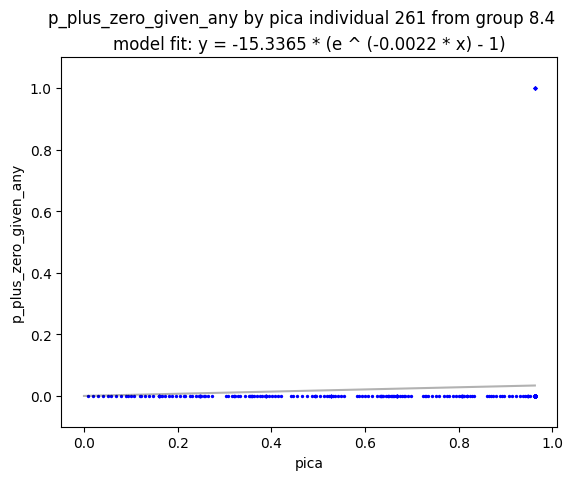 p_plus_zero_given_any by pica individual 261 from group 8.4
model fit: y = -15.3365 * (e ^ (-0.0022 * x) - 1)
1.0
0.8
0.6
0.4
0.2
0.0
p_plus_zero_given_any
0.0 0.2 0.4 0.6 0.8 1.0
pica